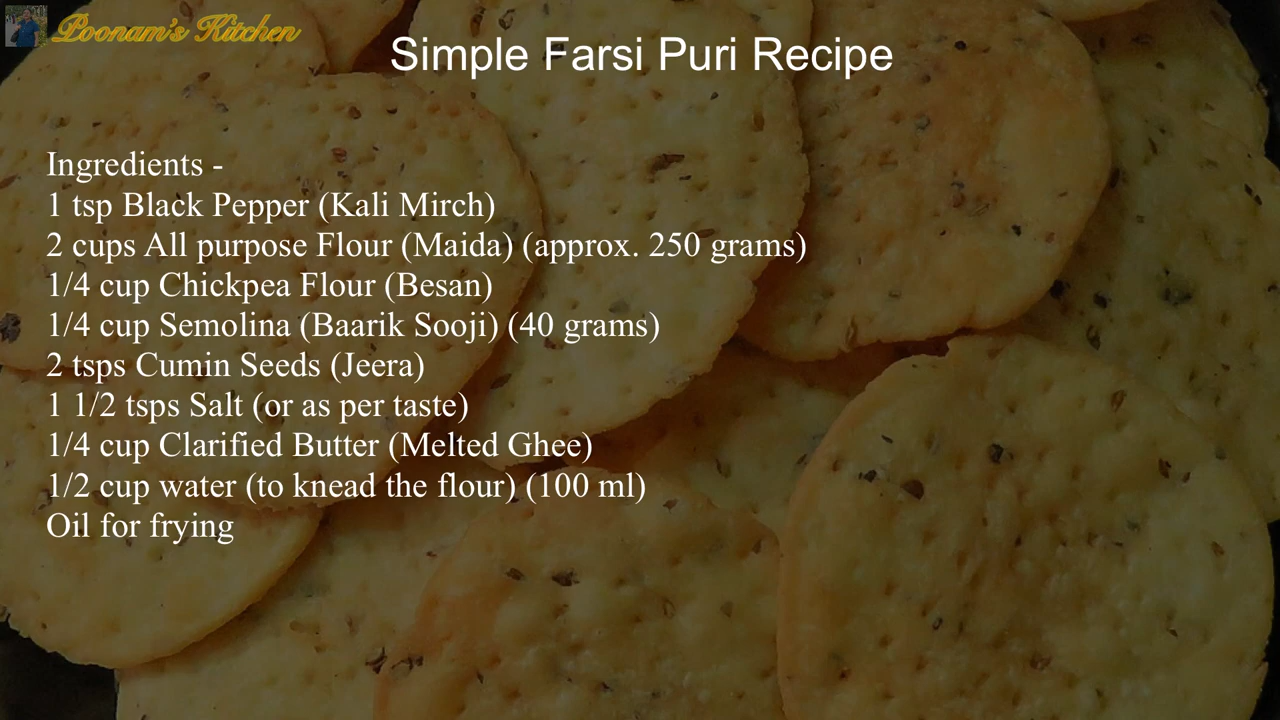 Poonam's Kitchen
Simple Farsi Puri Recipe
Ingredients -
1 tsp Black Pepper (Kali Mirch)
2 cups All purpose Flour (Maida) (approx. 250 grams)
1/4 cup Chickpea Flour (Besan)
1/4 cup Semolina (Baarik Sooji) (40 grams)
2 tsps Cumin Seeds (Jeera)
1 1/2 tsps Salt (or as per taste)
1/4 cup Clarified Butter (Melted Ghee)
1/2 cup water (to knead the flour) (100 ml)
Oil for frying